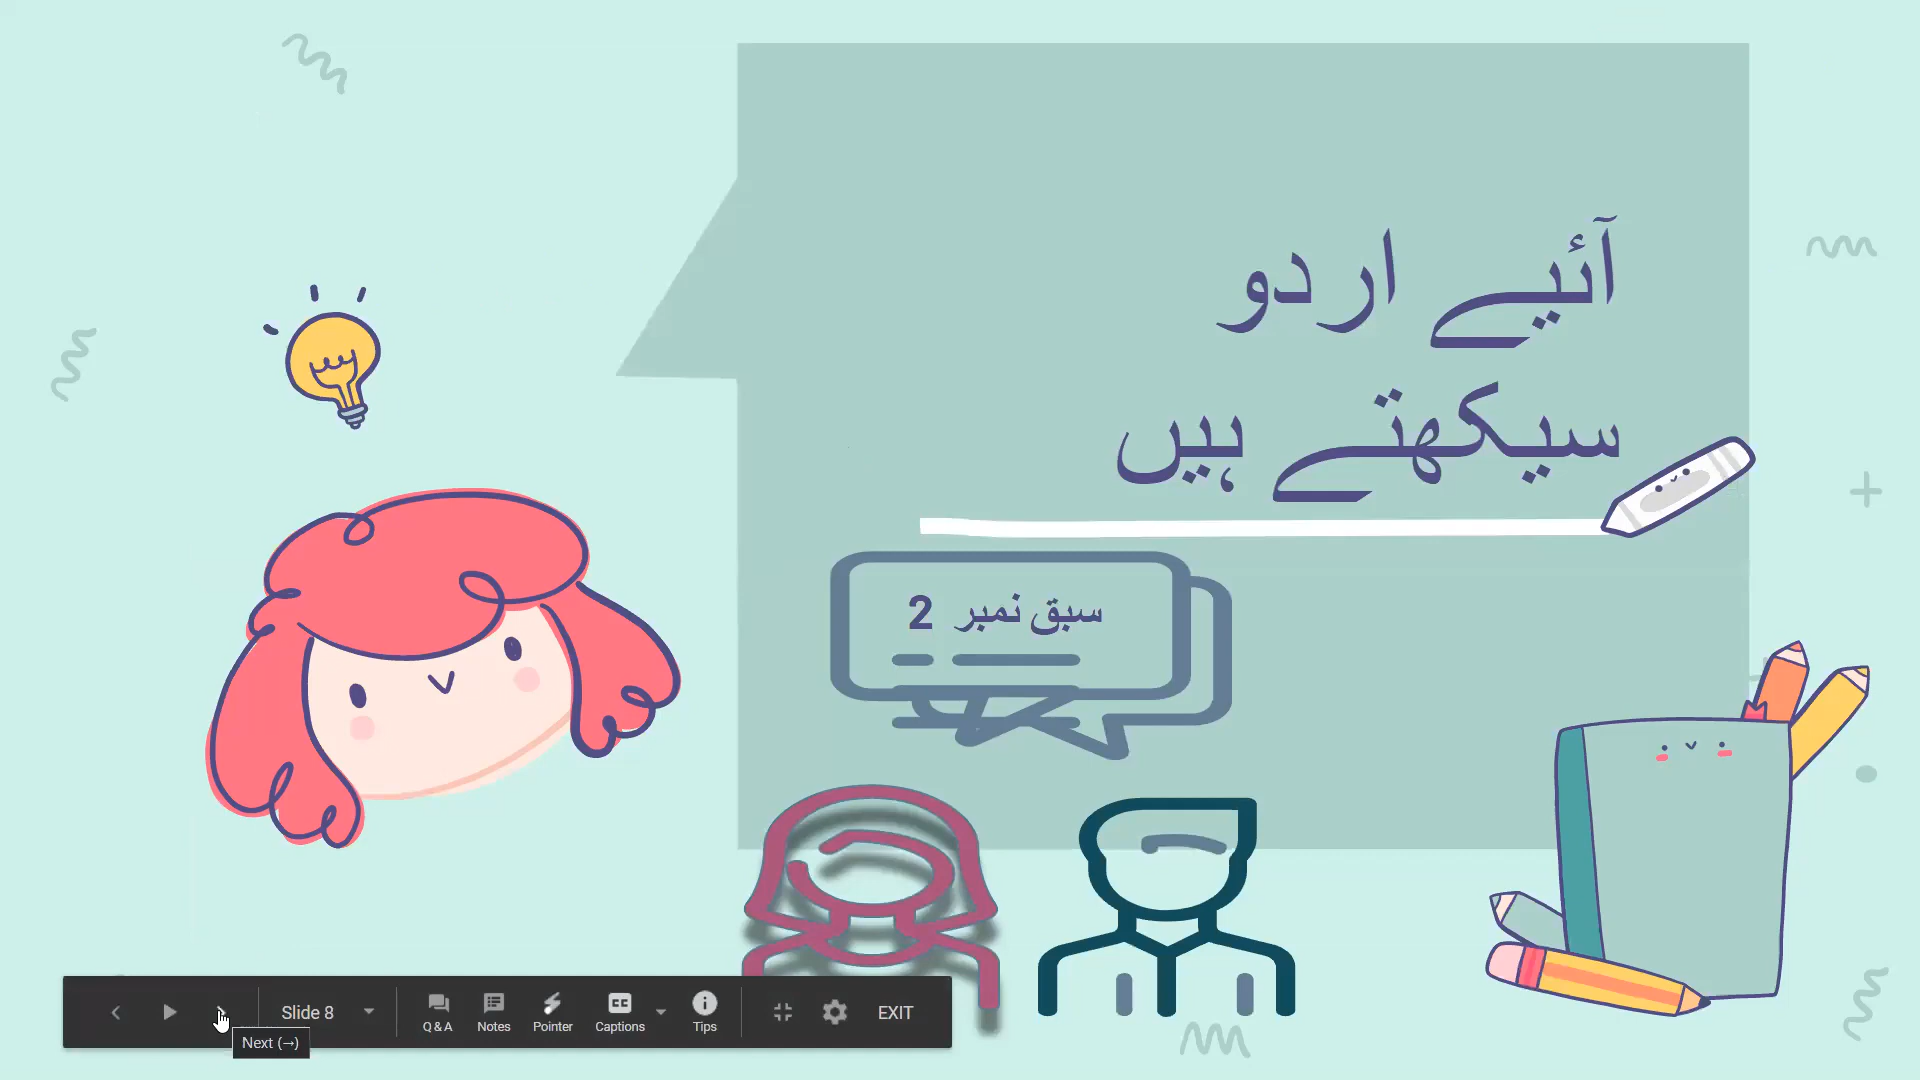 آئیے اردو
سیکھتے ہیں
سبق نمبر 2
Slide 8
Q & A
Notes
Pointer
Captions
Tips
EXIT
Next (→)